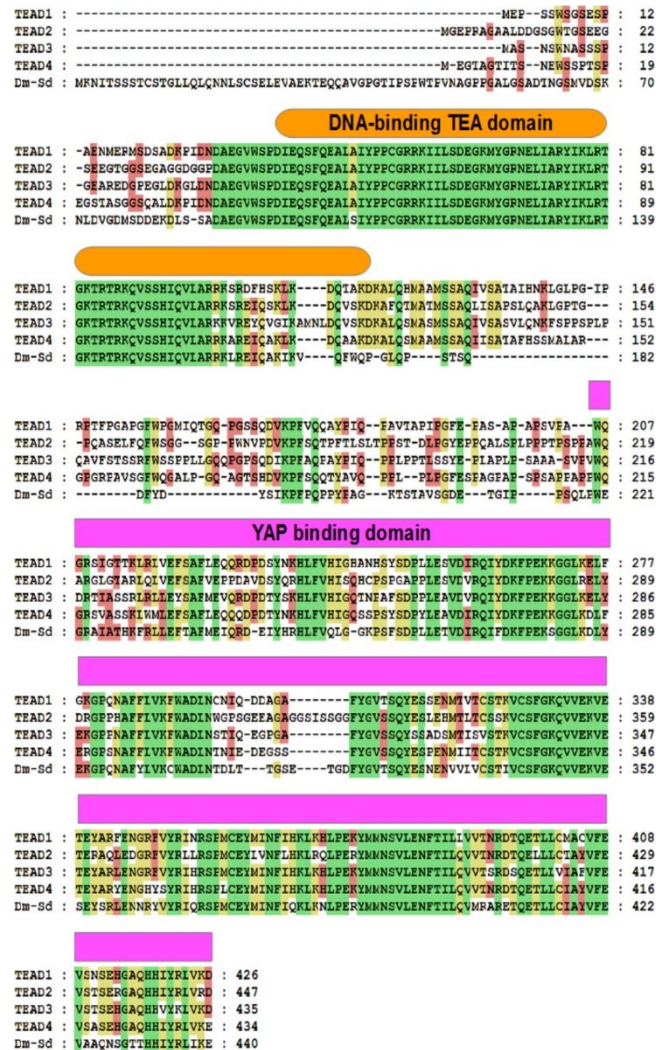 TEAD1 : ------------------------------------------------------MEP--SSWSGSESP : 12
TEAD2 : ------------------------------------------------MGEPRAGAALDDGSGWTGSEEG : 22
TEAD3 : ------------------------------------------------------MAS--NSWNASSSP : 12
TEAD4 : ------------------------------------------------MEGTAGTITS--NEWSSPTSP : 19
Dm-Sd : MKNITSSSTCSTGLLQLQNNLSCSELEVAEKTEQQAVGPGTIPSPWTPVNAGPPGALGSADTNGSMVDSK : 70
DNA-binding TEA domain
TEAD1 : -AENMERMSDSADKPIDNDAEGVWSPDIEQSFQEALAIYPPCGRRKIILSDEGKMYGRNELIARYIKLRT : 81
TEAD2 : -SEEGTGGSEGAGGDGGPDAEGVWSPDIEQSFQEALAIYPPCGRRKIILSDEGKMYGRNELIARYIKLRT : 91
TEAD3 : -GEAREDGPEGLDKGLDNDAEGVWSPDIEQSFQEALAIYPPCGRRKIILSDEGKMYGRNELIARYIKLRT : 81
TEAD4 : EGSTASGGSQALDKPIDNDAEGVWSPDIEQSFQEALAIYPPCGRRKIILSDEGKMYGRNELIARYIKLRT : 89
Dm-Sd : NLDVGDMSDDEKDLS-SADAEGVWSPDIEQSFQEALSIYPPCGRRKIILSDEGKMYGRNELIARYIKLRT : 139
TEAD1 : GKTRTRKQVSSHIQVLARRKSRDFHSKLK----DQTAKDKALQHMAAMSSAQIVSATAIHNKLGLPG-IP : 146
TEAD2 : GKTRTRKQVSSHIQVLARRKSREIQSKLK----DQVSKDKAFQTMATMSSAQLISAPSLQAKLGPTG--- : 154
TEAD3 : GKTRTRKQVSSHIQVLARKKVREYQVGIKAMNLDQVSKDKALQSMASMSSAQIVSASVLQNKFSPPSPLP : 151
TEAD4 : GKTRTRKQVSSHIQVLARRKAREIQAKLK----DQAAKDKALQSMAAMSSAQIISATAFHSSMALAR--- : 152
Dm-Sd : GKTRTRKQVSSHIQVLARRKLREIQAKIKV-----QFWQP-GLQP----STSQ----------------- : 182
TEAD1 : RPTFPGAPGFWPGMIQTGQ-PGSSQDVKPFVQQAYPIQ--PAVTAPIPGFE-PAS-AP-APSVPA---WQ : 207
TEAD2 : -PQASELFQFWSGG--SGP-PWNVPDVKPFSQTPFTLSLTPPST-DLPGYEPPQALSPLPPPTPSPPAWQ : 219
TEAD3 : QAVFSTSSRFWSSPPLLGQQPGPSQDIKPFAQPAYPIQ--PPLPPTLSSYE-PLAPLP-SAAA-SVPVWQ : 216
TEAD4 : GPGRPAVSGFWQGALP-GQ-AGTSHDVKPFSQQTYAVQ--PPL--PLPGFESPAGPAP-SPSAPPAPPWQ : 215
Dm-Sd : ---------DFYD-------YSIKPFPQPPYPAG---KTSTAVSGDE--TGIP----PSQLPWE : 221
YAP binding domain
TEAD1 : GRSIGTTKLRLVEFSAFLEQQRDPDSYNKHLFVHIGHANHSYSDPLLESVDIRQIYDKFPEKKGGLKELF : 277
TEAD2 : ARGLGTARLQLVEFSAFVEPPDAVDSYQRHLFVHISQHCPSPGAPPLESVDVRQIYDKFPEKKGGLRELY : 289
TEAD3 : DRTIASSRLRLLEYSAFMEVQRDPDTYSKHLFVHIGQTNPAFSDPPLEAVDVRQIYDKFPEKKGGLKELY : 286
TEAD4 : GRSVASSKLWMLEFSAFLEQQQDPDTYNKHLFVHIGQSSPSYSDPYLEAVDIRQIYDKFPEKKGGLKDLF : 285
Dm-Sd : GRAIATHKFRLLEFTAFMEIQRD-EIYHRHLFVQLG-GKPSFSDPLLETVDIRQIFDKFPEKSGGLKDLY : 289
TEAD1 : GKGPQNAFFLVKFWADLNCNIQ-DDAGA--------FYGVTSQYESSENMTVTCSTKVCSFGKQVVEKVE : 338
TEAD2 : DRGPPHAFFLVKFWADLNWGPSGEEAGAGGSISSGGFYGVSSQYESLEHMTLTCSSKVCSFGKQVVEKVE : 359
TEAD3 : EKGPPNAFFLVKFWADLNSTIQ-EGPGA--------FYGVSSQYSSADSMTISVSTKVCSFGKQVVEKVE : 347
TEAD4 : ERGPSNAFFLVKFWADLNTNIE-DEGSS--------FYGVSSQYESPENMIITCSTKVCSFGKQVVEKVE : 346
Dm-Sd : EKGPQNAFYLVKCWADLNTDLT--TGSE---TGDFYGVTSQYESNENVVLVCSTIVCSFGKQVVEKVE : 352
TEAD1 : TEYARFENGRFVYRINRSPMCEYMINFIHKLKHLPEKYMMNSVLENFTILLVVTNRDTQETLLCMACVFE : 408
TEAD2 : TERAQLEDGRFVYRLLRSPMCEYLVNFLHKLRQLPERYMMNSVLENFTILQVVTNRDTQELLLCTAYVFE : 429
TEAD3 : TEYARLENGRFVYRIHRSPMCEYMINFIHKLKHLPEKYMMNSVLENFTILQVVTSRDSQETLLVIAFVFE : 417
TEAD4 : TEYARYENGHYSYRIHRSPLCEYMINFIHKLKHLPEKYMMNSVLENFTILQVVTNRDTQETLLCIAYVFE : 416
Dm-Sd : SEYSRLENNRYVYRIQRSPMCEYMINFIQKLKNLPERYMMNSVLENFTILQVMRARETQETLLCIAYVFE : 422
TEAD1 : VSNSEHGAQHHIYRLVKD : 426
TEAD2 : VSTSERGAQHHIYRLVRD : 447
TEAD3 : VSTSEHGAQHHVYKLVKD : 435
TEAD4 : VSASEHGAQHHIYRLVKE : 434
Dm-Sd : VAAQNSGTTHHIYRLIKE : 440